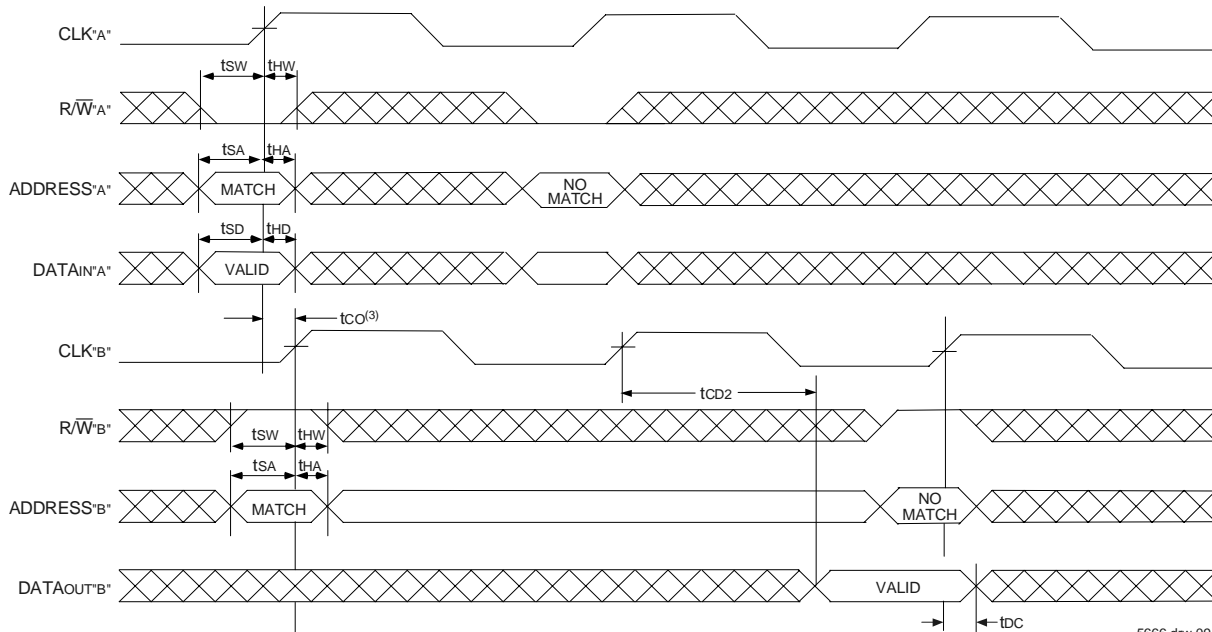 CLK"A"
tSW tHW
R/W̅"A"
tSA tHA
ADDRESS"A" MATCH NO MATCH
tSD tHD
DATAIN"A" VALID
tCO(3)
CLK"B"
tCD2
R/W̅"B"
tSW tHW
tSA tHA
ADDRESS"B" MATCH NO MATCH
DATAOUT"B" VALID
tDC